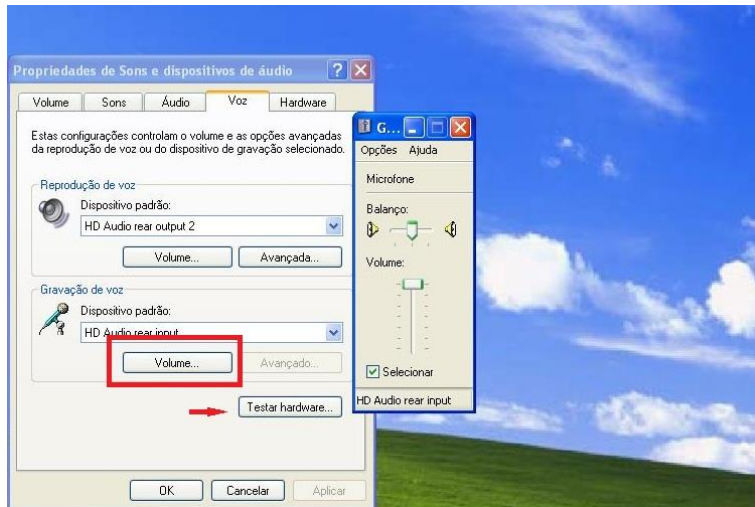 Propriedades de Sons e dispositivos de áudio
Volume Sons Áudio Voz Hardware
Estas configurações controlam o volume e as opções avançadas
da reprodução de voz ou do dispositivo de gravação selecionado.
Reprodução de voz
Dispositivo padrão:
HD Audio rear output 2
Volume... Avançada...
Gravação de voz
Dispositivo padrão:
HD Audio rear input
Volume... Avançado...
Testar hardware...
OK Cancelar Aplicar
G...
Opções Ajuda
Microfone
Balanço:
Volume:
Selecionar
HD Audio rear input